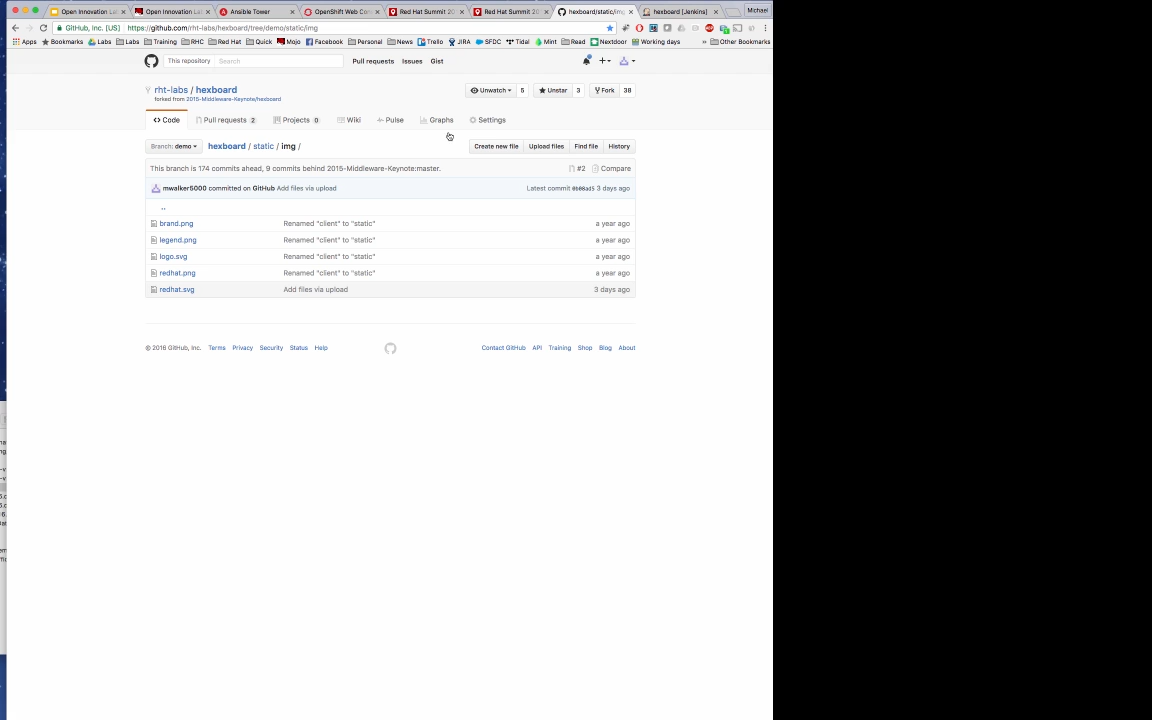 Open Innovation La
Open Innovation La
Ansible Tower
OpenShift Web Con
Red Hat Summit 20
Red Hat Summit 20
hexboard/static/img
hexboard [Jenkins]
Michael
GitHub, Inc. [US]
https://github.com/rht-labs/hexboard/tree/demo/static/img
Apps
Bookmarks
Labs
Labs
Training
RHC
Red Hat
Quick
Mojo
Facebook
Personal
News
Trello
JIRA
SFDC
Tidal
Mint
Read
Nextdoor
Working days
»
Other Bookmarks
This repository
Search
Pull requests
Issues
Gist
rht-labs / hexboard
forked from 2015-Middleware-Keynote/hexboard
Unwatch 5
Unstar 3
Fork 38
Code
Pull requests 2
Projects 0
Wiki
Pulse
Graphs
Settings
Branch: demo
hexboard / static / img /
Create new file
Upload files
Find file
History
This branch is 174 commits ahead, 9 commits behind 2015-Middleware-Keynote:master.
#2
Compare
mwalker5000 committed on GitHub Add files via upload
Latest commit 3 days ago
..
brand.png Renamed "client" to "static" a year ago
legend.png Renamed "client" to "static" a year ago
logo.svg Renamed "client" to "static" a year ago
redhat.png Renamed "client" to "static" a year ago
redhat.svg Add files via upload 3 days ago
© 2016 GitHub, Inc.
Terms
Privacy
Security
Status
Help
Contact GitHub
API
Training
Shop
Blog
About